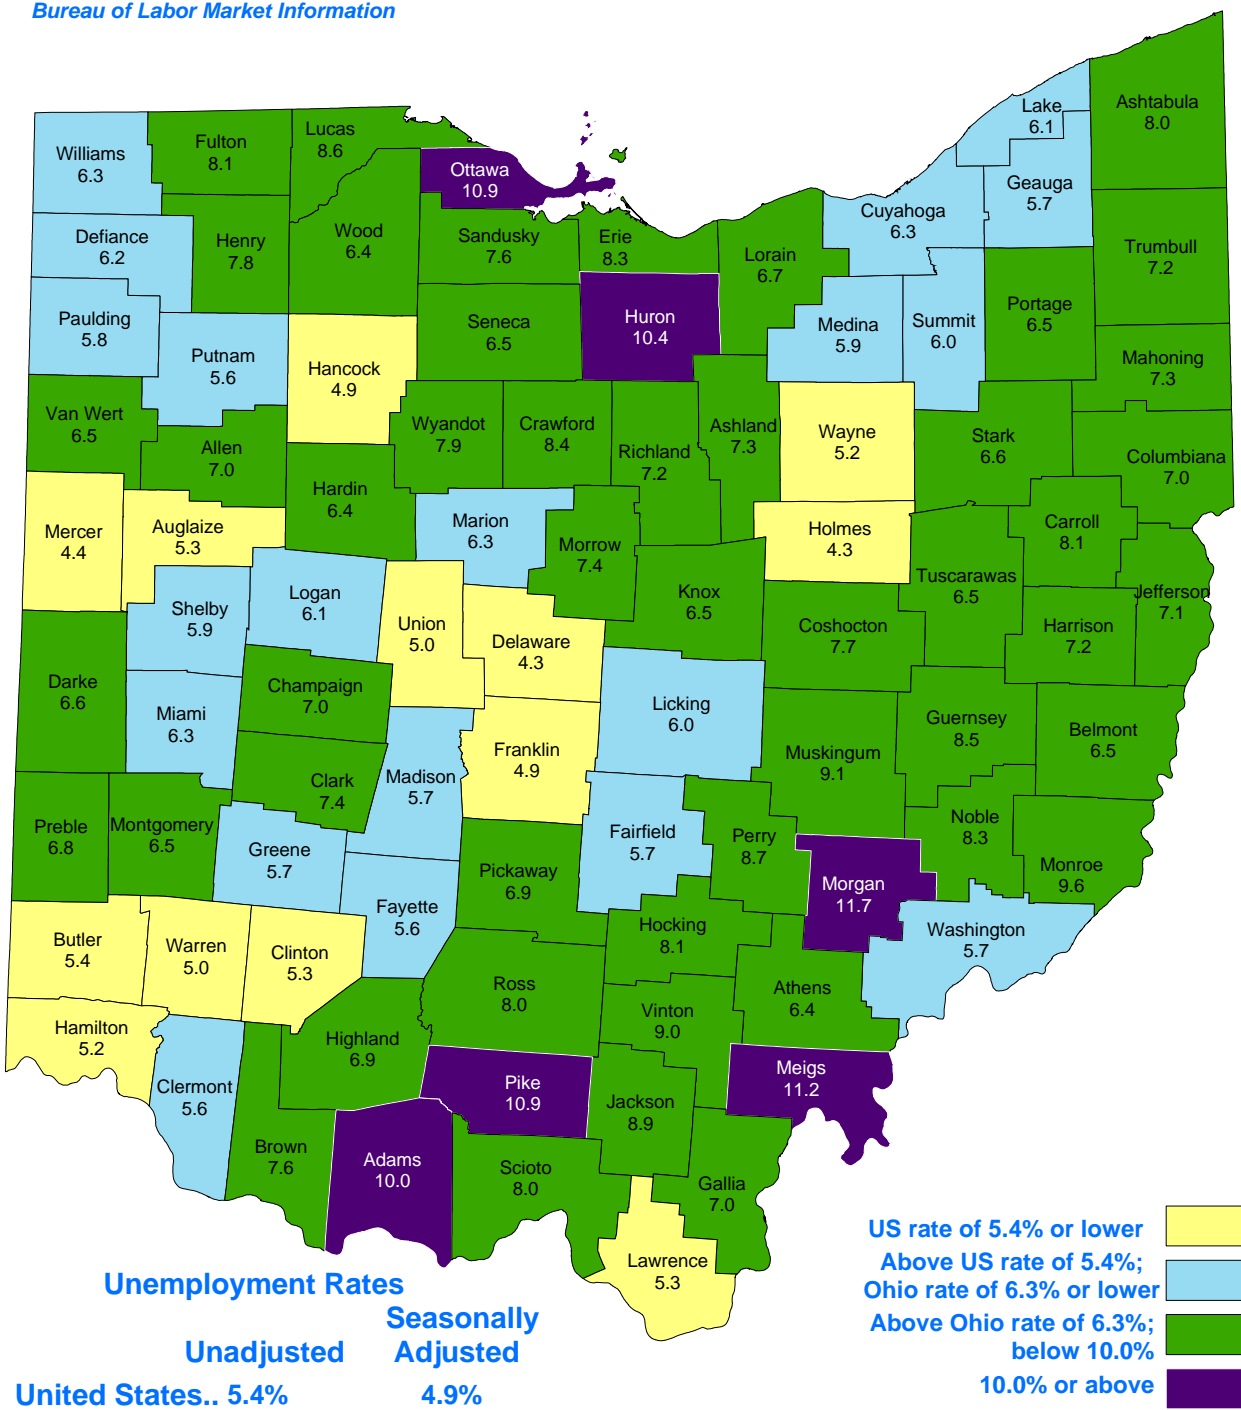 Bureau of Labor Market Information
Williams
6.3
Fulton
8.1
Lucas
8.6
Ottawa
10.9
Lake
6.1
Ashtabula
8.0
Geauga
5.7
Cuyahoga
6.3
Defiance
6.2
Henry
7.8
Wood
6.4
Sandusky
7.6
Erie
8.3
Lorain
6.7
Trumbull
7.2
Paulding
5.8
Putnam
5.6
Hancock
4.9
Seneca
6.5
Huron
10.4
Medina
5.9
Summit
6.0
Portage
6.5
Mahoning
7.3
Van Wert
6.5
Allen
7.0
Wyandot
7.9
Crawford
8.4
Richland
7.2
Ashland
7.3
Wayne
5.2
Stark
6.6
Columbiana
7.0
Mercer
4.4
Auglaize
5.3
Hardin
6.4
Marion
6.3
Morrow
7.4
Holmes
4.3
Carroll
8.1
Tuscarawas
6.5
Jefferson
7.1
Shelby
5.9
Logan
6.1
Union
5.0
Delaware
4.3
Knox
6.5
Coshocton
7.7
Harrison
7.2
Darke
6.6
Miami
6.3
Champaign
7.0
Licking
6.0
Guernsey
8.5
Belmont
6.5
Clark
7.4
Madison
5.7
Franklin
4.9
Muskingum
9.1
Preble
6.8
Montgomery
6.5
Greene
5.7
Fairfield
5.7
Perry
8.7
Noble
8.3
Monroe
9.6
Pickaway
6.9
Morgan
11.7
Fayette
5.6
Hocking
8.1
Washington
5.7
Butler
5.4
Warren
5.0
Clinton
5.3
Ross
8.0
Athens
6.4
Vinton
9.0
Hamilton
5.2
Highland
6.9
Clermont
5.6
Pike
10.9
Meigs
11.2
Jackson
8.9
Brown
7.6
Adams
10.0
Scioto
8.0
Gallia
7.0
Lawrence
5.3
US rate of 5.4% or lower
Above US rate of 5.4%;
Ohio rate of 6.3% or lower
Above Ohio rate of 6.3%;
below 10.0%
10.0% or above
Unemployment Rates
Seasonally
Unadjusted Adjusted
United States.. 5.4% 4.9%